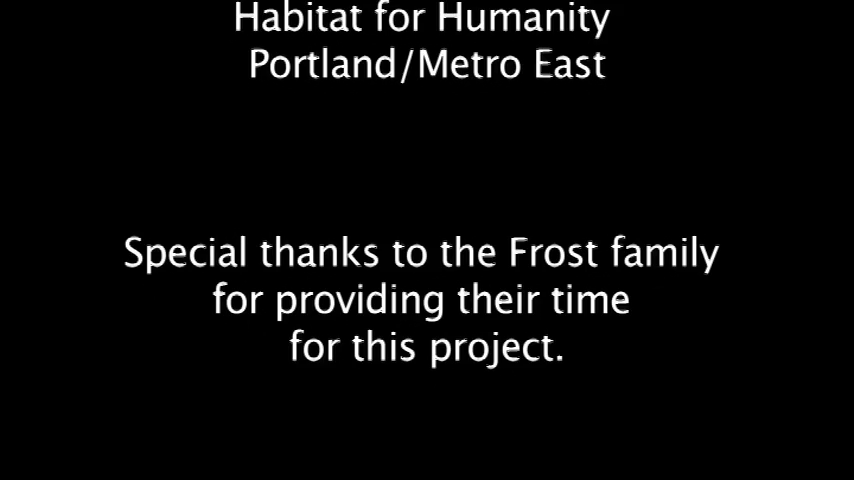 Habitat for Humanity
Portland/Metro East
Special thanks to the Frost family
for providing their time
for this project.